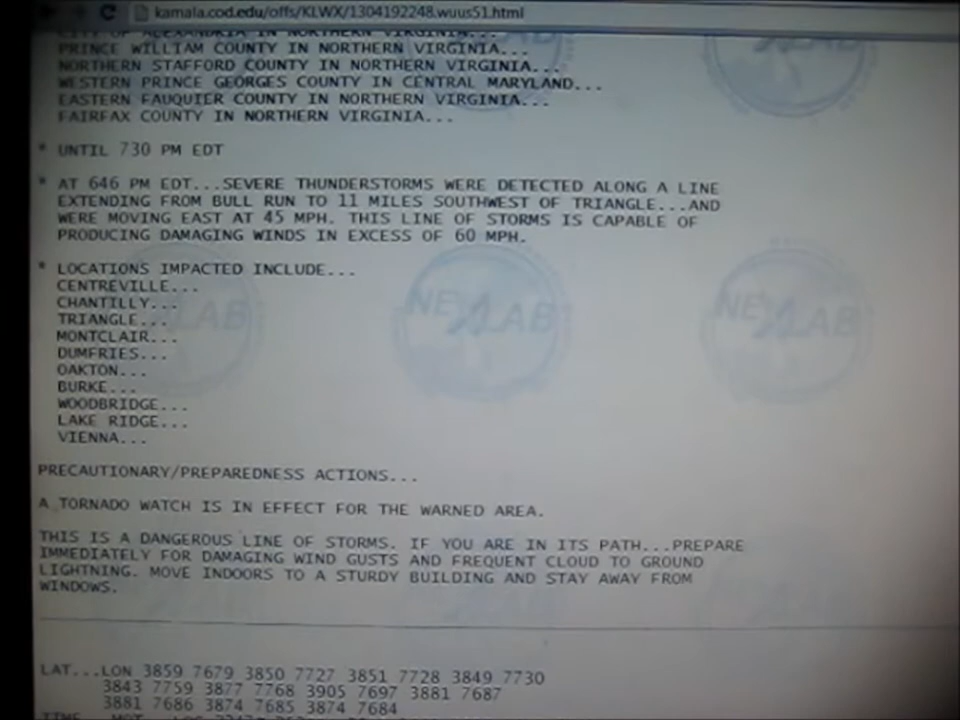 kamala.cod.edu/offs/KLWX/1304192248.wuus51.html
CITY OF ALEXANDRIA IN NORTHERN VIRGINIA...
PRINCE WILLIAM COUNTY IN NORTHERN VIRGINIA...
NORTHERN STAFFORD COUNTY IN NORTHERN VIRGINIA...
WESTERN PRINCE GEORGES COUNTY IN CENTRAL MARYLAND...
EASTERN FAUQUIER COUNTY IN NORTHERN VIRGINIA...
FAIRFAX COUNTY IN NORTHERN VIRGINIA...
* UNTIL 730 PM EDT
* AT 646 PM EDT...SEVERE THUNDERSTORMS WERE DETECTED ALONG A LINE
EXTENDING FROM BULL RUN TO 11 MILES SOUTHWEST OF TRIANGLE...AND
WERE MOVING EAST AT 45 MPH. THIS LINE OF STORMS IS CAPABLE OF
PRODUCING DAMAGING WINDS IN EXCESS OF 60 MPH.
* LOCATIONS IMPACTED INCLUDE...
CENTREVILLE...
CHANTILLY...
TRIANGLE...
MONTCLAIR...
DUMFRIES...
OAKTON...
BURKE...
WOODBRIDGE...
LAKE RIDGE...
VIENNA...
PRECAUTIONARY/PREPAREDNESS ACTIONS...
A TORNADO WATCH IS IN EFFECT FOR THE WARNED AREA.
THIS IS A DANGEROUS LINE OF STORMS. IF YOU ARE IN ITS PATH...PREPARE
IMMEDIATELY FOR DAMAGING WIND GUSTS AND FREQUENT CLOUD TO GROUND
LIGHTNING. MOVE INDOORS TO A STURDY BUILDING AND STAY AWAY FROM
WINDOWS.
LAT...LON 3859 7679 3850 7727 3851 7728 3849 7730
3843 7759 3877 7768 3905 7697 3881 7687
3881 7686 3874 7685 3874 7684